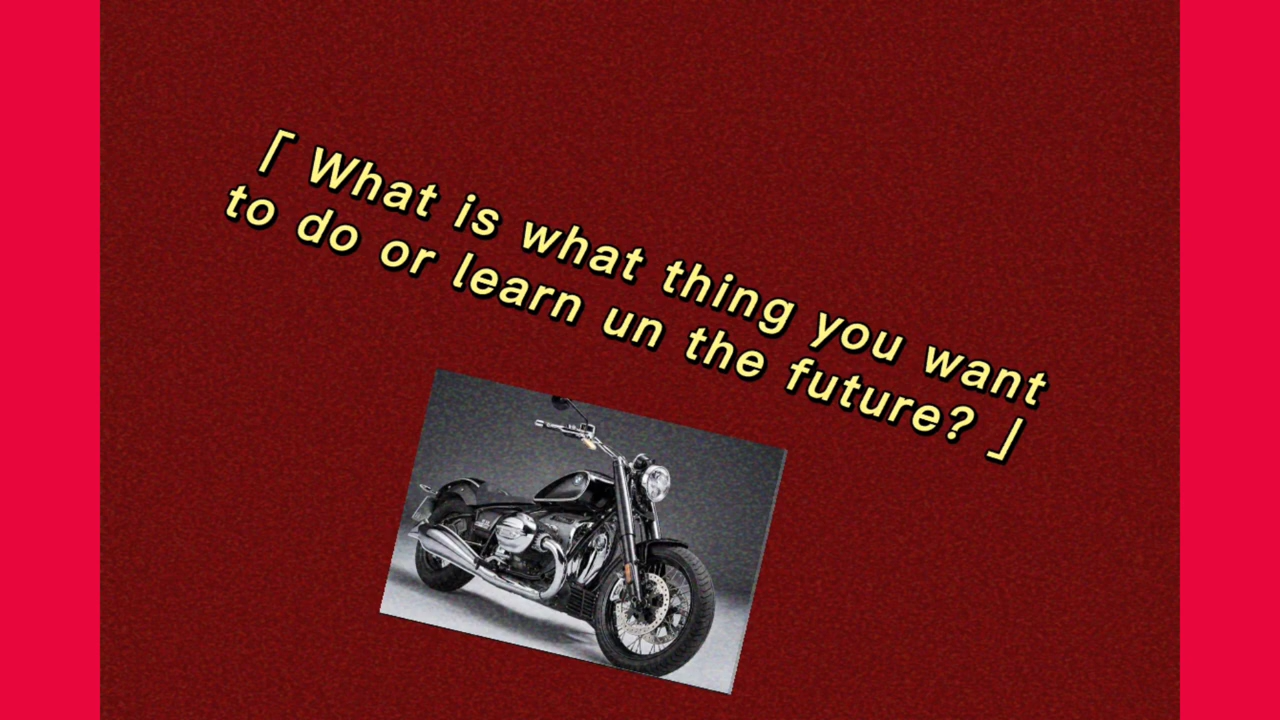 「 What is what thing you want
to do or learn un the future? 」